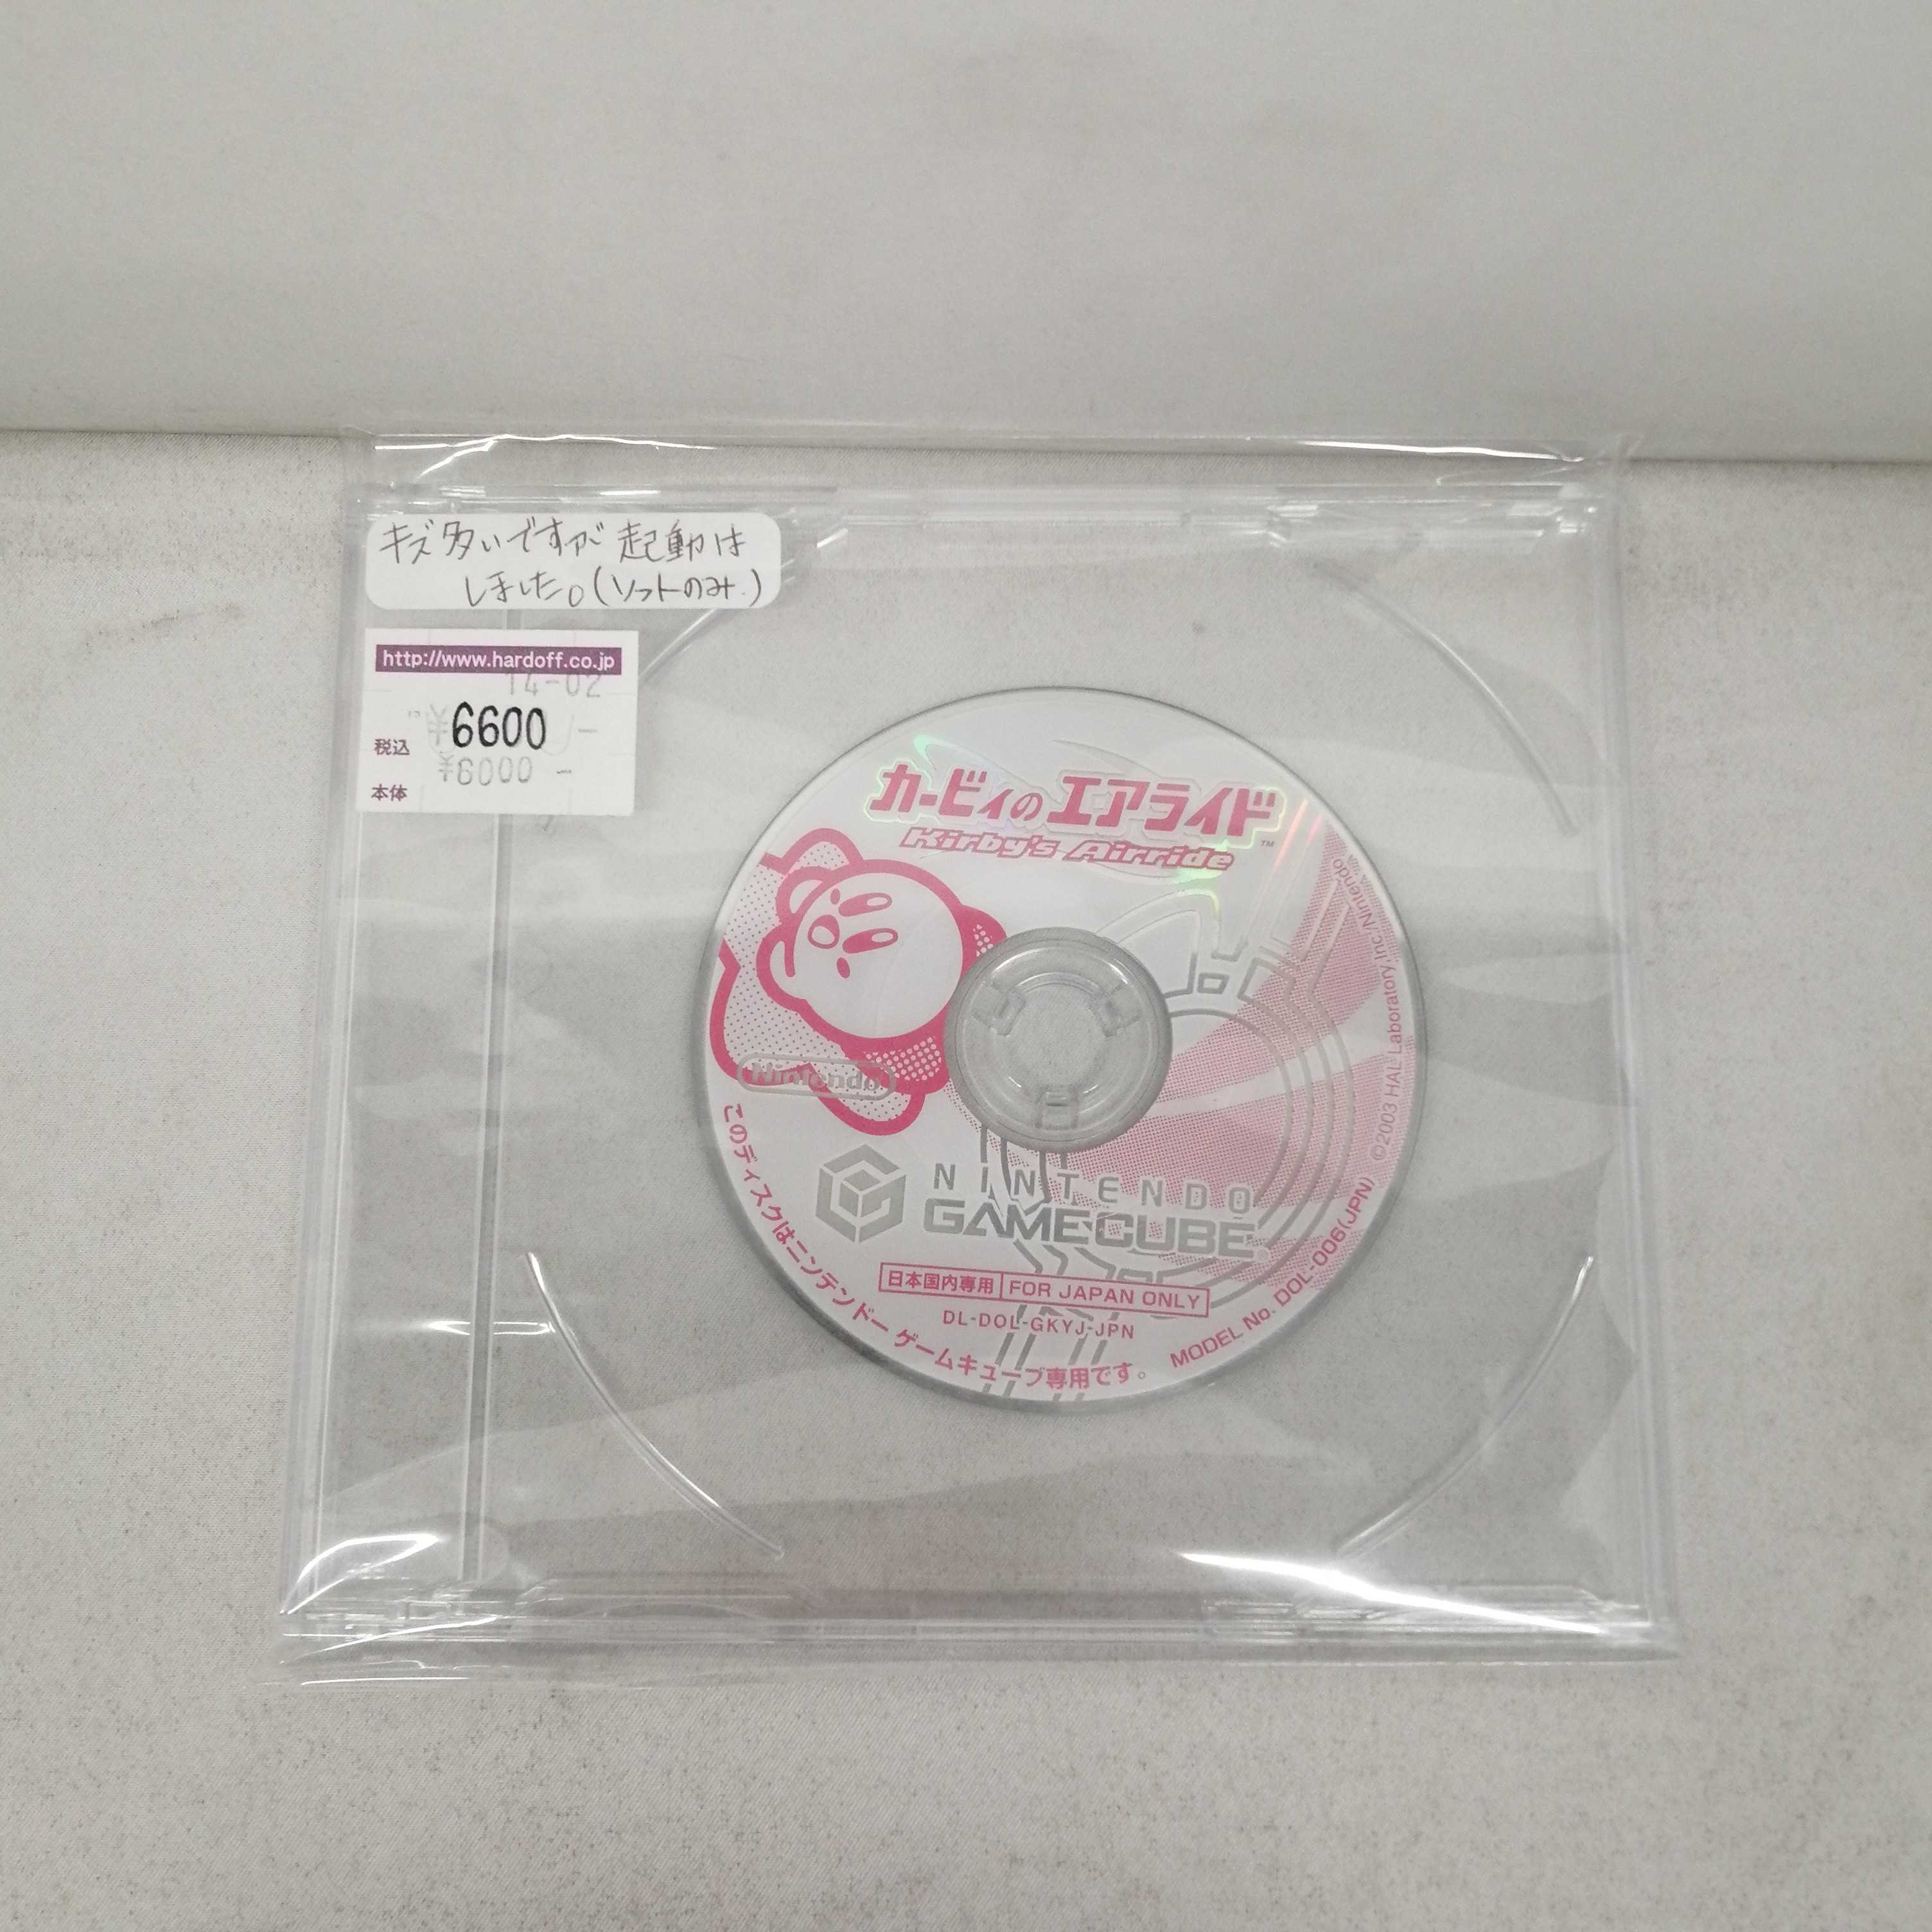 キズ多いですが起動は
しました。(ソフトのみ.)
http://www.hardoff.co.jp
14-02
税込 ¥6600 -
本体 ¥6000 -
カービィのエアライド™
Kirby's Airride
Nintendo
NINTENDO
GAMECUBE®
日本国内専用 FOR JAPAN ONLY
DL-DOL-GKYJ-JPN
このディスクはニンテンドー ゲームキューブ専用です。
MODEL No. DOL-006(JPN)
©2003 HAL Laboratory, Inc./Nintendo